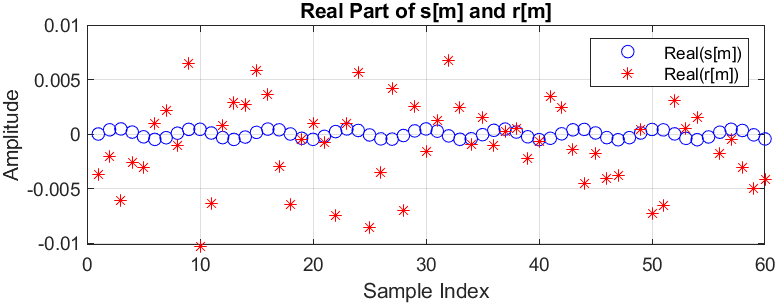 Real Part of s[m] and r[m]
0.01
0.005
0
-0.005
-0.01
Amplitude
Real(s[m])
Real(r[m])
0 10 20 30 40 50 60
Sample Index